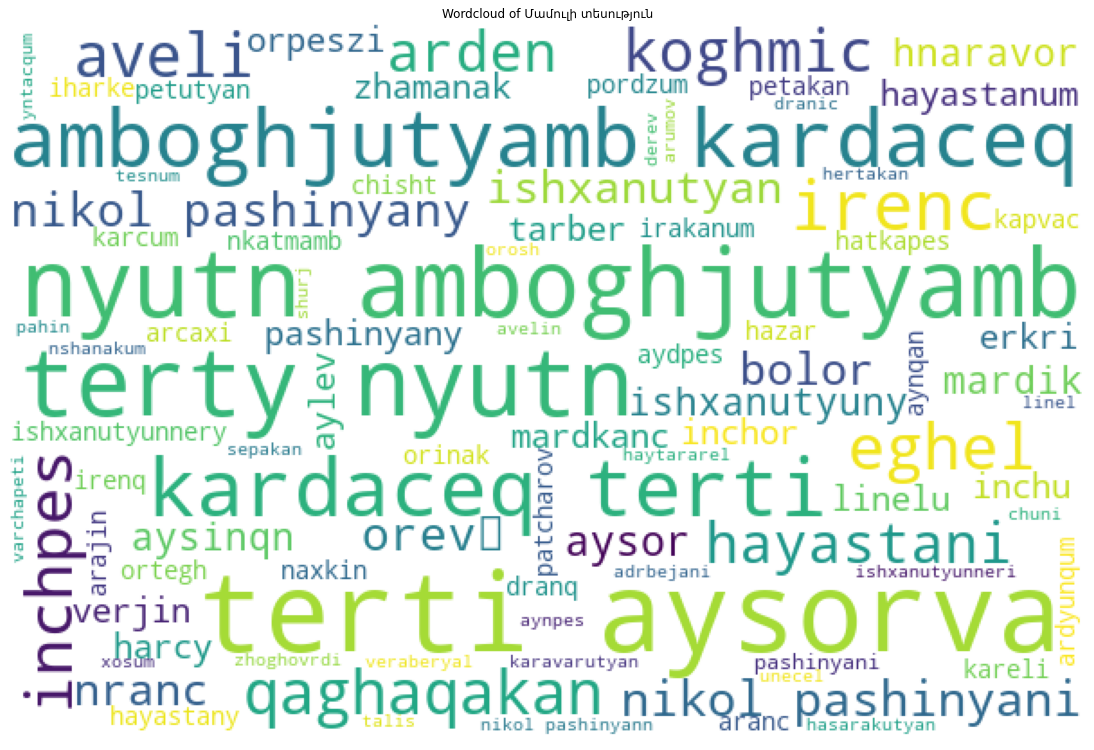 Wordcloud of Մամուլի տեսություն
yntacqum
aveli
orpeszi
arden
koghmic
hnaravor
iharke
petutyan
zhamanak
pordzum
petakan
dranic
hayastanum
amboghjutyamb kardaceq
derev
arumov
tesnum
chisht
ishxanutyan
hertakan
irenc
kapvac
nikol pashinyany
karcum
nkatmamb
tarber
irakanum
hatkapes
orosh
nyutn amboghjutyamb
shurj
pahin
arcaxi
pashinyany
avelin
hazar
erkri
nshanakum
terty nyutn
aylev
aydpes
bolor
aynqan
mardik
ishxanutyuny
linel
ishxanutyunnery
sepakan
mardkanc
inchor
eghel
varchapeti
inchpes
irenq
kardaceq terti
orinak
haytararel
patcharov
linelu
inchu
chuni
arajin
aysinqn
orev
aysor
hayastani
ortegh
naxkin
dranq
adrbejani
ishxanutyunneri
ardyunqum
verjin
terti aysorva
aynpes
harcy
xosum
zhoghovrdi
veraberyal
karavarutyan
pashinyani
unecel
kareli
nranc
qaghaqakan
nikol pashinyani
hayastany
talis
nikol pashinyann
aranc
hasarakutyan